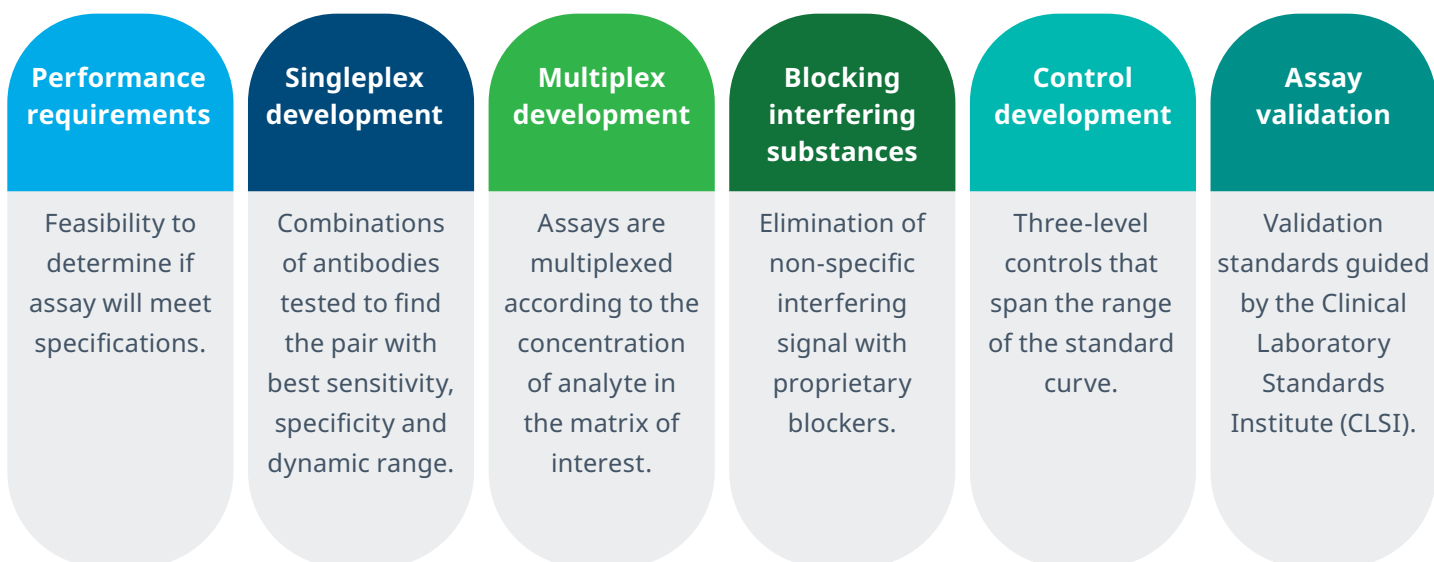 Performance
requirements
Feasibility to
determine if
assay will meet
specifications.
Singleplex
development
Combinations
of antibodies
tested to find
the pair with
best sensitivity,
specificity and
dynamic range.
Multiplex
development
Assays are
multiplexed
according to the
concentration
of analyte in
the matrix of
interest.
Blocking
interfering
substances
Elimination of
non-specific
interfering
signal with
proprietary
blockers.
Control
development
Three-level
controls that
span the range
of the standard
curve.
Assay
validation
Validation
standards guided
by the Clinical
Laboratory
Standards
Institute (CLSI).